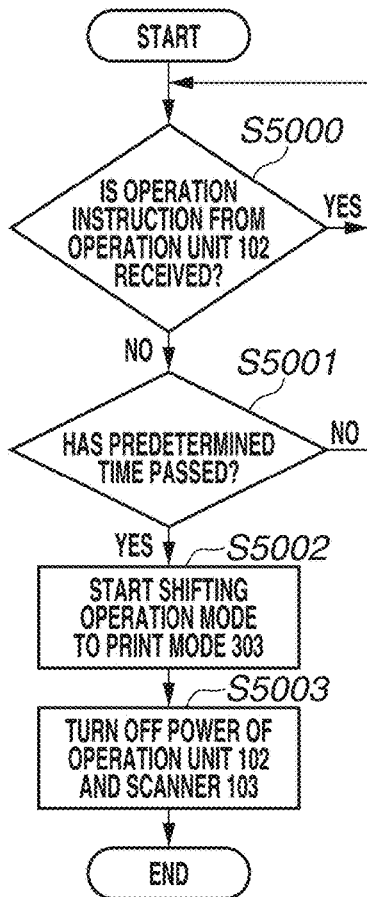 START
S5000
IS OPERATION
INSTRUCTION FROM
OPERATION UNIT 102
RECEIVED?
YES
NO
S5001
HAS PREDETERMINED
TIME PASSED?
NO
YES
S5002
START SHIFTING
OPERATION MODE
TO PRINT MODE 303
S5003
TURN OFF POWER OF
OPERATION UNIT 102
AND SCANNER 103
END